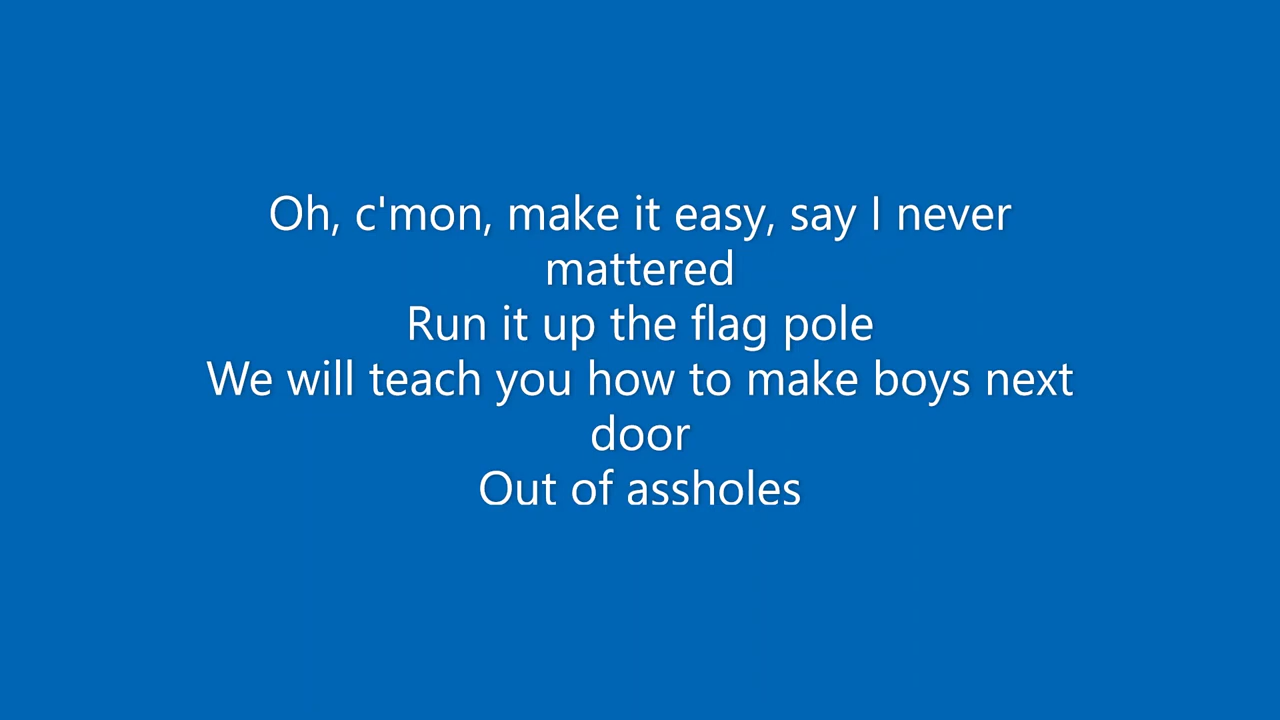 Oh, c'mon, make it easy, say I never
mattered
Run it up the flag pole
We will teach you how to make boys next
door
Out of assholes